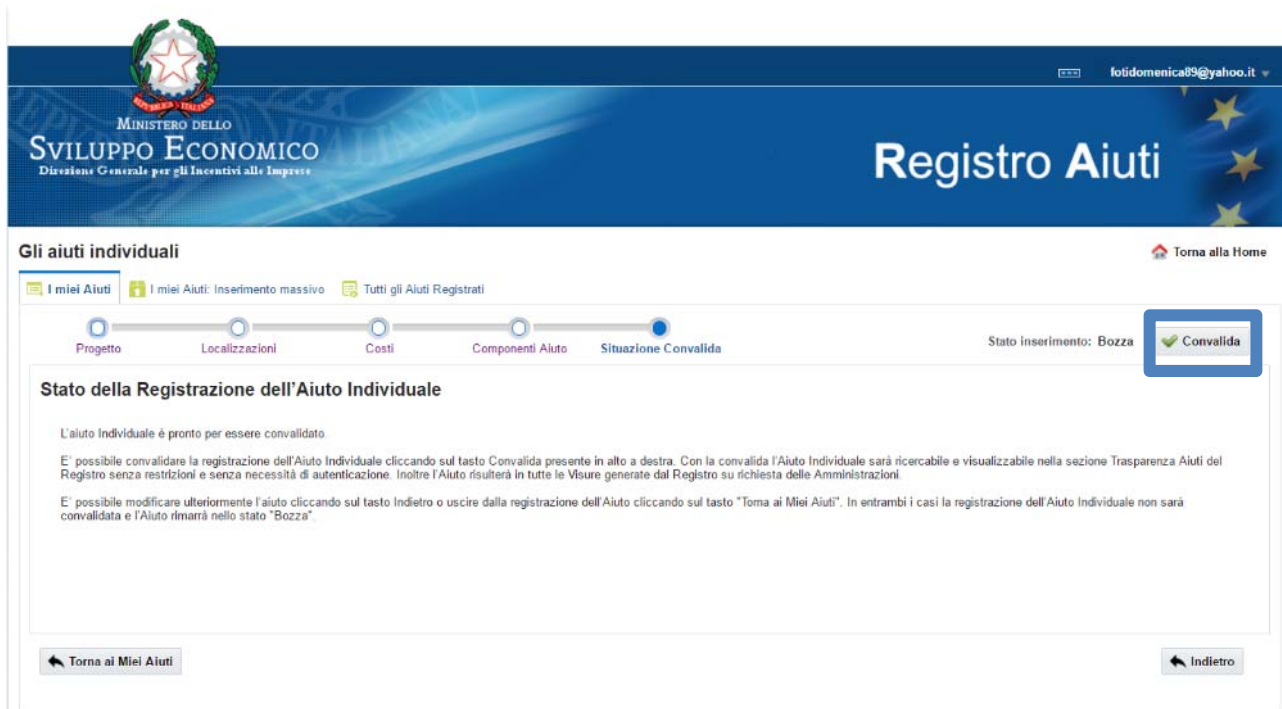 fotidomenica89@yahoo.it
REPVBBLICA ITALIANA
MINISTERO DELLO
SVILUPPO ECONOMICO
Direzione Generale per gli Incentivi alle Imprese
Registro Aiuti
Gli aiuti individuali
Torna alla Home
I miei Aiuti
I miei Aiuti: Inserimento massivo
Tutti gli Aiuti Registrati
Progetto
Localizzazioni
Costi
Componenti Aiuto
Situazione Convalida
Stato inserimento: Bozza
Convalida
Stato della Registrazione dell'Aiuto Individuale
L'aiuto Individuale è pronto per essere convalidato
E' possibile convalidare la registrazione dell'Aiuto Individuale cliccando sul tasto Convalida presente in alto a destra. Con la convalida l'Aiuto Individuale sarà ricercabile e visualizzabile nella sezione Trasparenza Aiuti del
Registro senza restrizioni e senza necessità di autenticazione. Inoltre l'Aiuto risulterà in tutte le Visure generate dal Registro su richiesta delle Amministrazioni.
E' possibile modificare ulteriormente l'aiuto cliccando sul tasto Indietro o uscire dalla registrazione dell'Aiuto cliccando sul tasto "Torna ai Miei Aiuti". In entrambi i casi la registrazione dell'Aiuto Individuale non sarà
convalidata e l'Aiuto rimarrà nello stato "Bozza".
Torna ai Miei Aiuti
Indietro